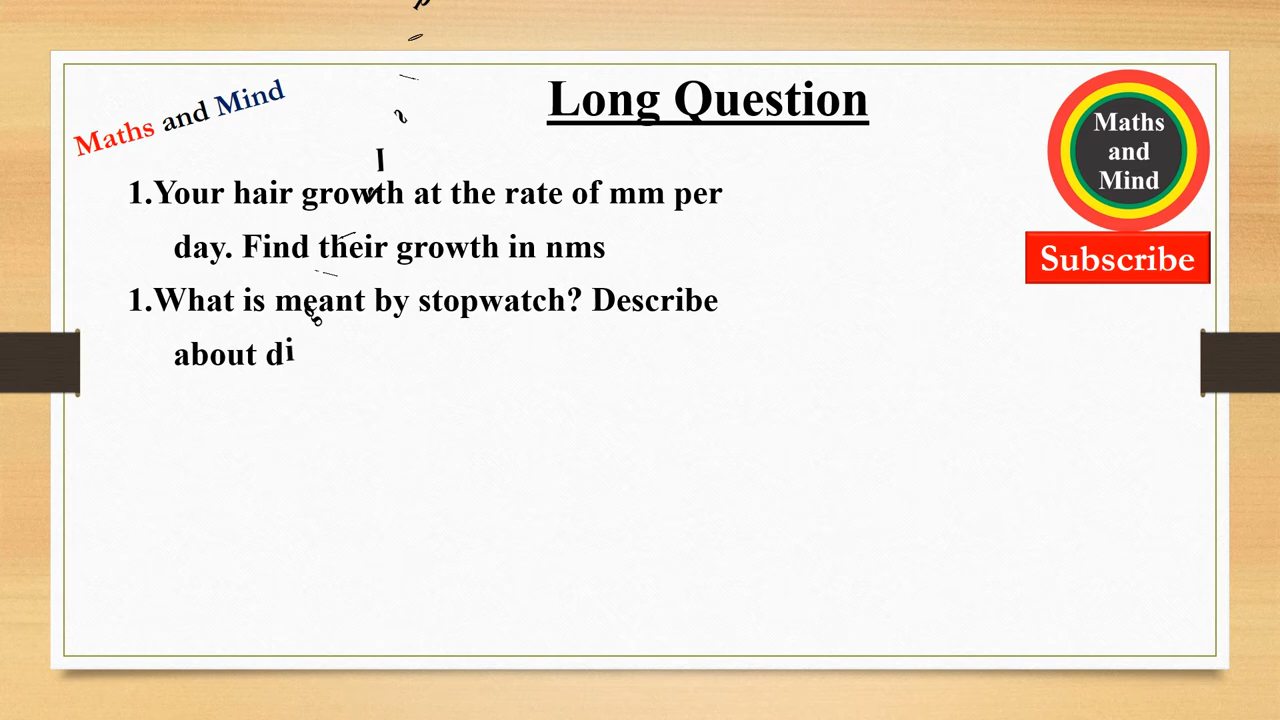 Maths and Mind
Long Question
Maths
and
Mind
Subscribe
1.Your hair growth at the rate of mm per
day. Find their growth in nms
1.What is meant by stopwatch? Describe
about di